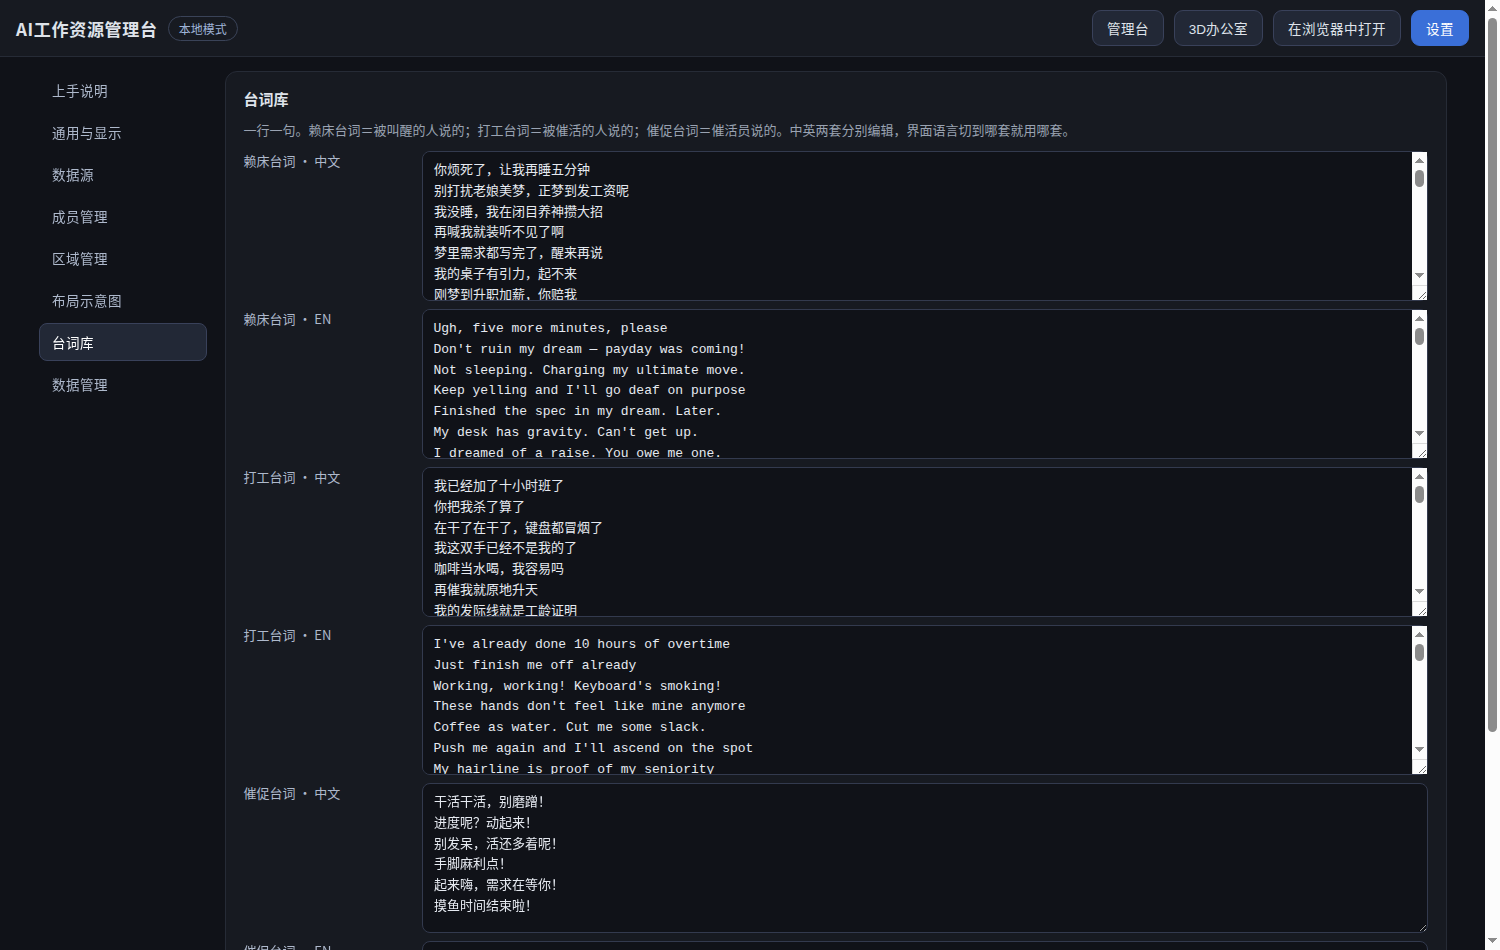 AI工作资源管理台
本地模式
管理台
3D办公室
在浏览器中打开
设置
上手说明
通用与显示
数据源
成员管理
区域管理
布局示意图
台词库
数据管理
台词库
一行一句。赖床台词＝被叫醒的人说的；打工台词＝被催活的人说的；催促台词＝催活员说的。中英两套分别编辑，界面语言切到哪套就用哪套。
赖床台词 · 中文
你烦死了，让我再睡五分钟
别打扰老娘美梦，正梦到发工资呢
我没睡，我在闭目养神攒大招
再喊我就装听不见了啊
梦里需求都写完了，醒来再说
我的桌子有引力，起不来
刚梦到升职加薪，你赔我
赖床台词 · EN
Ugh, five more minutes, please
Don't ruin my dream — payday was coming!
Not sleeping. Charging my ultimate move.
Keep yelling and I'll go deaf on purpose
Finished the spec in my dream. Later.
My desk has gravity. Can't get up.
I dreamed of a raise. You owe me one.
打工台词 · 中文
我已经加了十小时班了
你把我杀了算了
在干了在干了，键盘都冒烟了
我这双手已经不是我的了
咖啡当水喝，我容易吗
再催我就原地升天
我的发际线就是工龄证明
打工台词 · EN
I've already done 10 hours of overtime
Just finish me off already
Working, working! Keyboard's smoking!
These hands don't feel like mine anymore
Coffee as water. Cut me some slack.
Push me again and I'll ascend on the spot
My hairline is proof of my seniority
催促台词 · 中文
干活干活，别磨蹭！
进度呢？动起来！
别发呆，活还多着呢！
手脚麻利点！
起来嗨，需求在等你！
摸鱼时间结束啦！
催促台词 · EN